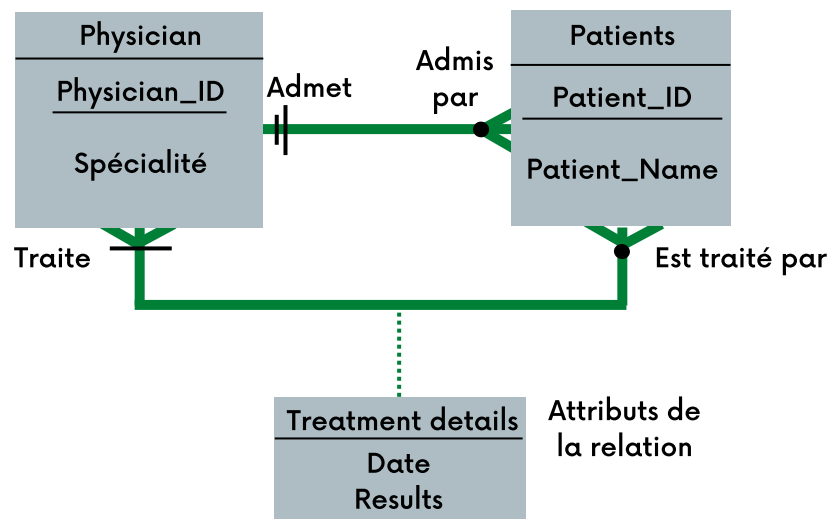 Physician
Physician_ID
Spécialité
Admet
Admis
par
Patients
Patient_ID
Patient_Name
Traite
Est traité par
Treatment details
Date
Results
Attributs de
la relation